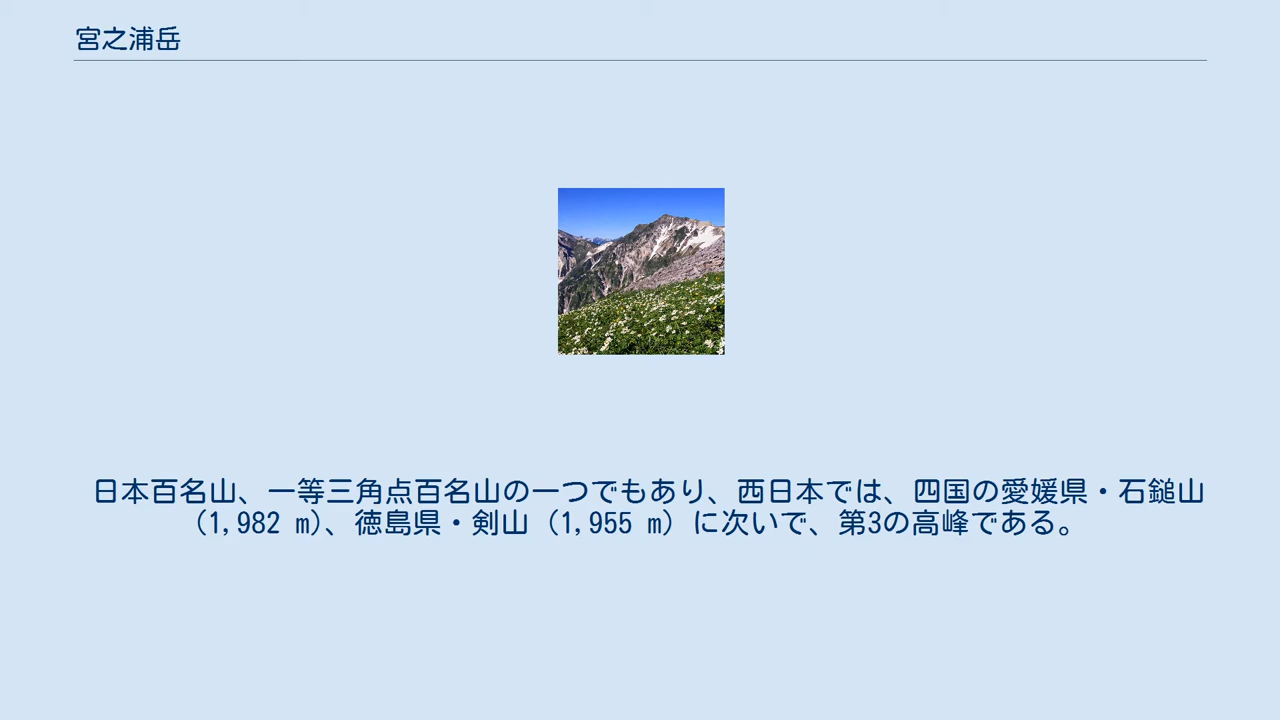 宮之浦岳
日本百名山、一等三角点百名山の一つでもあり、西日本では、四国の愛媛県・石鎚山
(1,982 m)、徳島県・剣山 (1,955 m) に次いで、第3の高峰である。